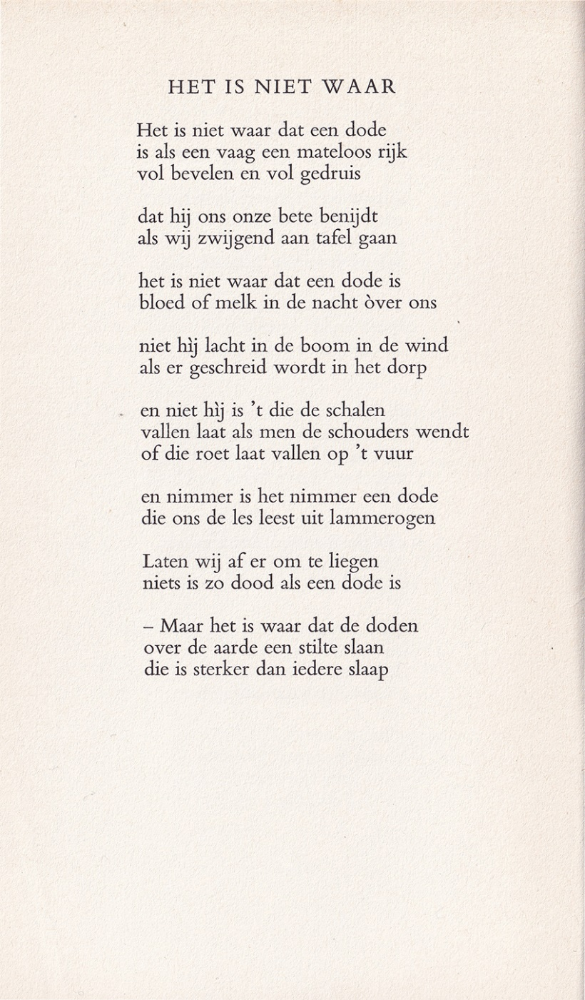 HET IS NIET WAAR
Het is niet waar dat een dode
is als een vaag een mateloos rijk
vol bevelen en vol gedruis
dat hij ons onze bete benijdt
als wij zwijgend aan tafel gaan
het is niet waar dat een dode is
bloed of melk in de nacht òver ons
niet hìj lacht in de boom in de wind
als er geschreid wordt in het dorp
en niet hìj is ’t die de schalen
vallen laat als men de schouders wendt
of die roet laat vallen op ’t vuur
en nimmer is het nimmer een dode
die ons de les leest uit lammerogen
Laten wij af er om te liegen
niets is zo dood als een dode is
– Maar het is waar dat de doden
over de aarde een stilte slaan
die is sterker dan iedere slaap